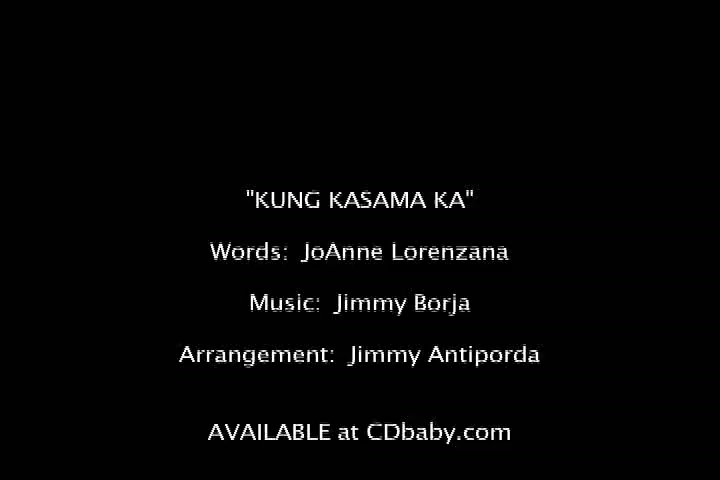 "KUNG KASAMA KA"
Words: JoAnne Lorenzana
Music: Jimmy Borja
Arrangement: Jimmy Antiporda
AVAILABLE at CDbaby.com